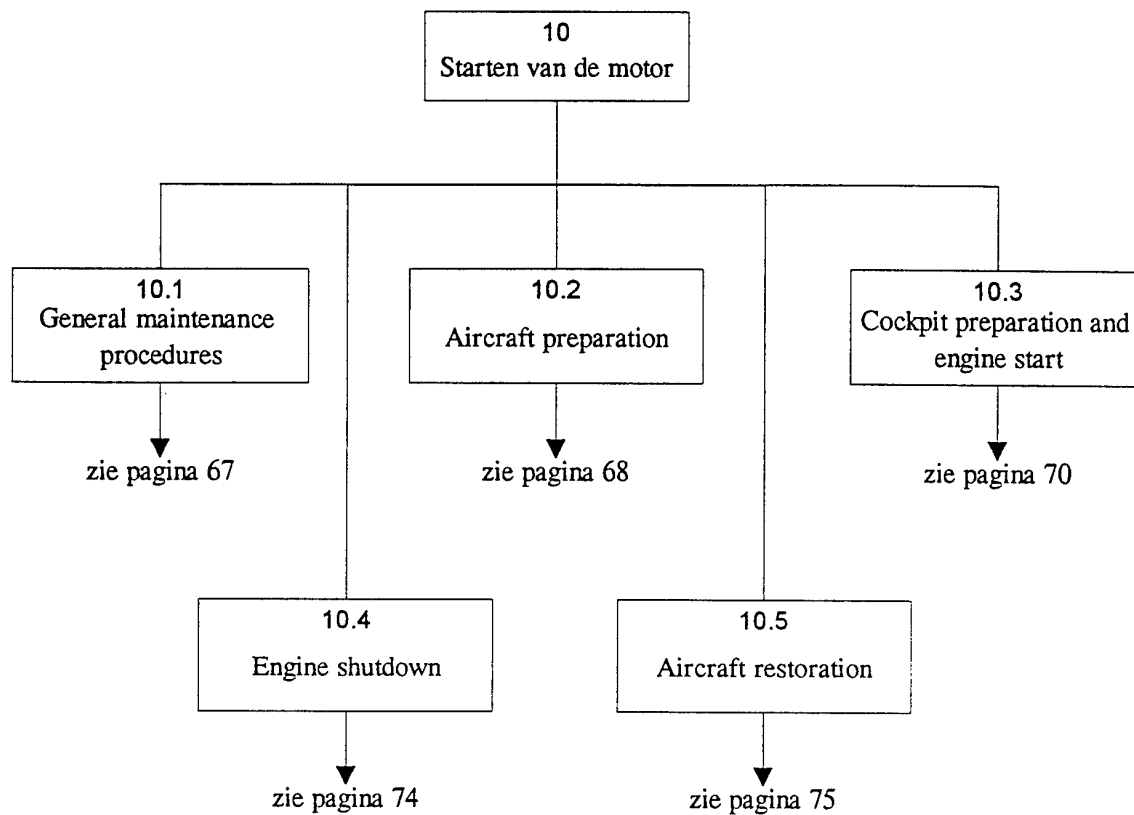 10
Starten van de motor
10.1
General maintenance
procedures
10.2
Aircraft preparation
10.3
Cockpit preparation and
engine start
zie pagina 67
zie pagina 68
zie pagina 70
10.4
Engine shutdown
10.5
Aircraft restoration
zie pagina 74
zie pagina 75